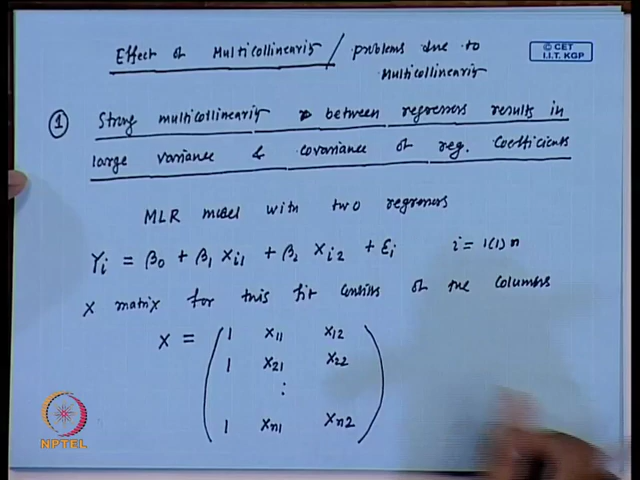 Effect of Multicollinearity / problems due to
Multicollinearity
© CET
I.I.T. KGP
① Strong multicollinearity between regressors results in
large variance & covariance of reg. coefficients
MLR model with two regressors
Yi = β0 + β1 Xi1 + β2 Xi2 + εi   i = 1(1) n
X matrix for this fit consists of the columns
X = ( 1 X11 X12
1 X21 X22
:
1 Xn1 Xn2 )
NPTEL